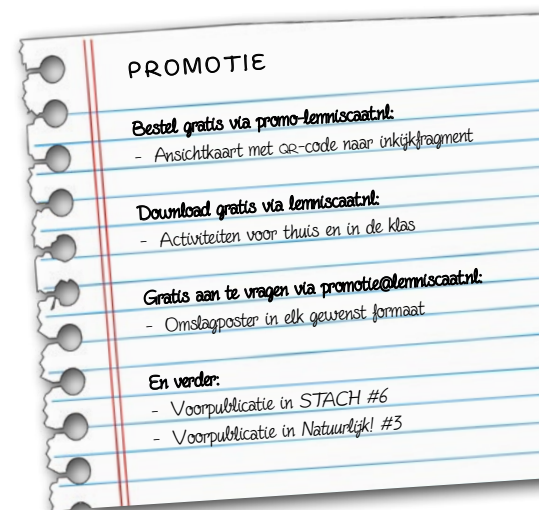 PROMOTIE
Bestel gratis via promo-lemniscaat.nl:
- Ansichtkaart met QR-code naar inkijkfragment
Download gratis via lemniscaat.nl:
- Activiteiten voor thuis en in de klas
Gratis aan te vragen via promotie@lemniscaat.nl:
- Omslagposter in elk gewenst formaat
En verder:
- Voorpublicatie in STACH #6
- Voorpublicatie in Natuurlijk! #3